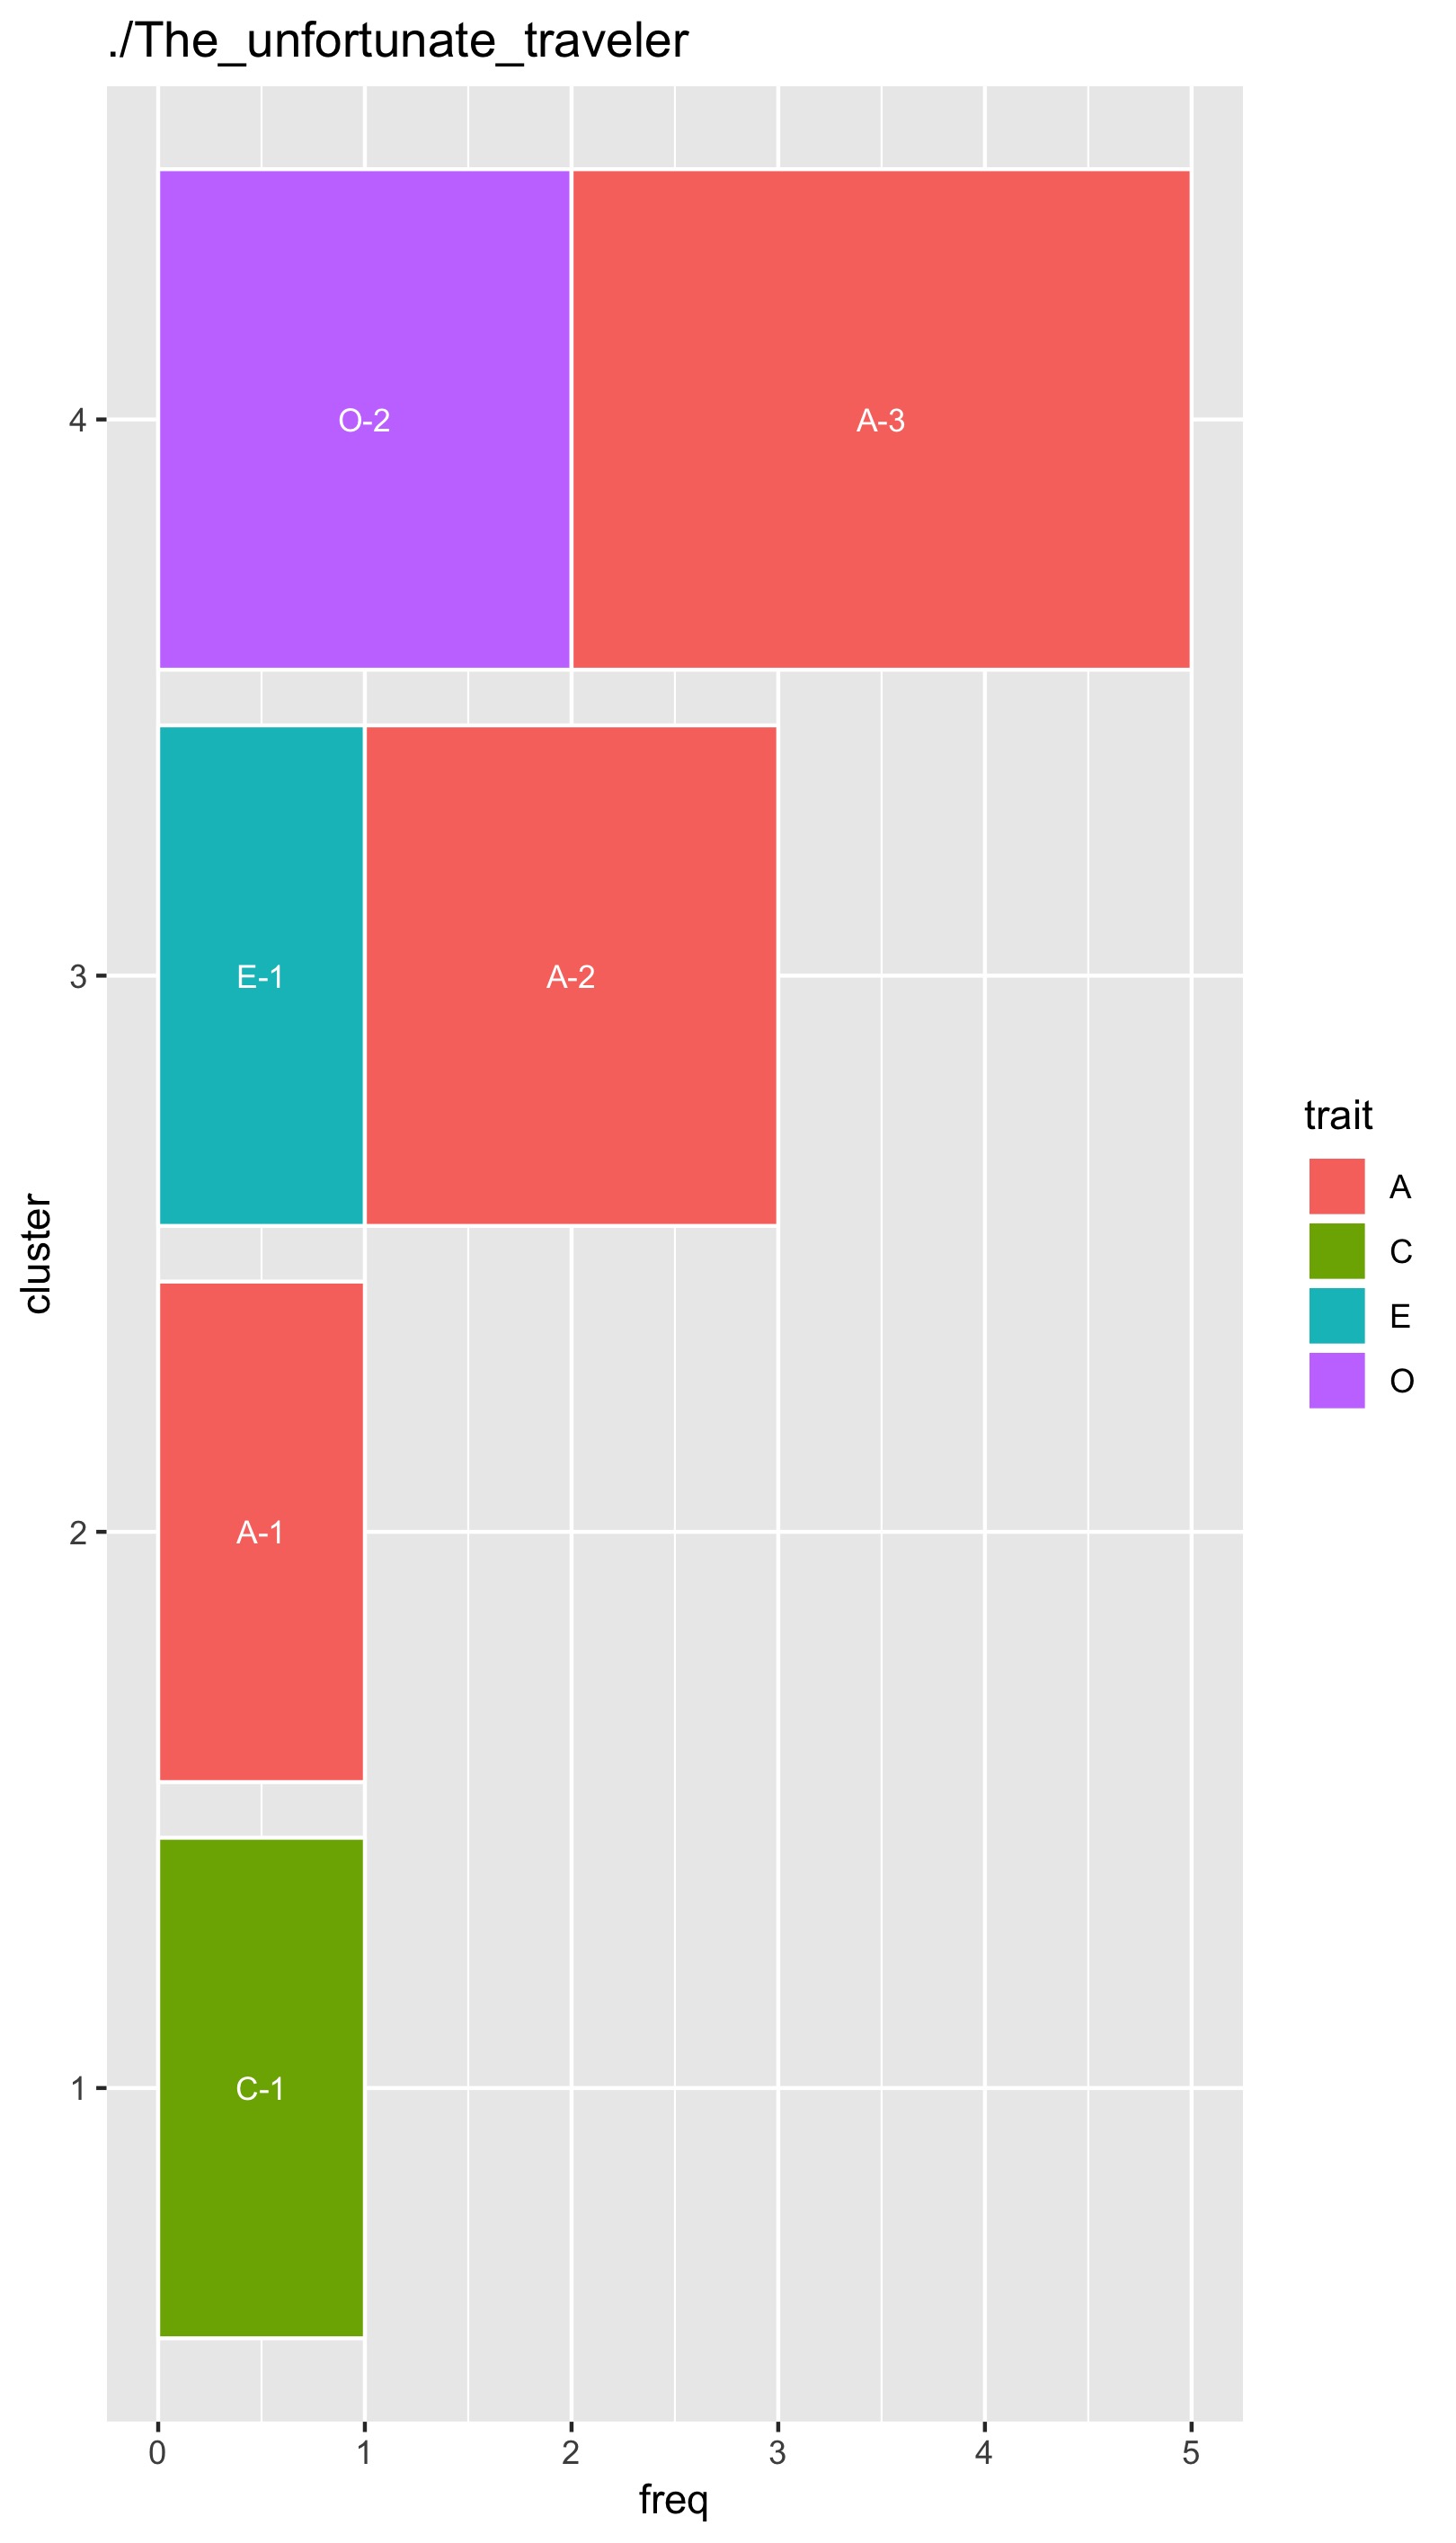 ./The_unfortunate_traveler
4
O-2
A-3
3
E-1
A-2
2
A-1
1
C-1
0 1 2 3 4 5
freq
cluster
trait
A
C
E
O